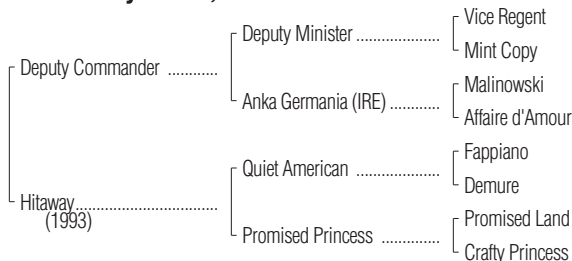 Vice Regent
Deputy Minister ....................
Mint Copy
Deputy Commander ............
Malinowski
Anka Germania (IRE) ............
Affaire d'Amour
Fappiano
Quiet American ....................
Demure
Hitaway..................................
(1993)
Promised Land
Promised Princess ..............
Crafty Princess